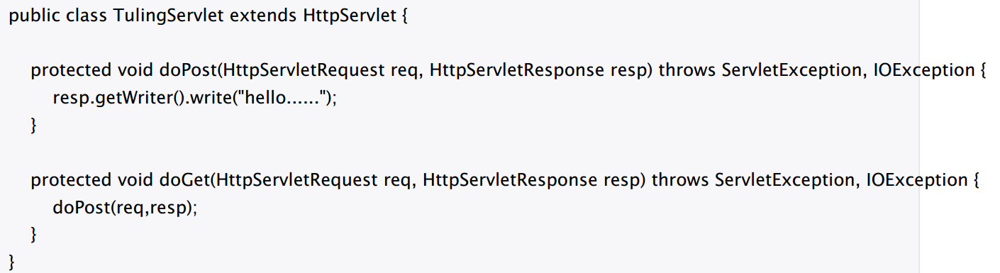 public class TulingServlet extends HttpServlet {
protected void doPost(HttpServletRequest req, HttpServletResponse resp) throws ServletException, IOException {
resp.getWriter().write("hello......");
}
protected void doGet(HttpServletRequest req, HttpServletResponse resp) throws ServletException, IOException {
doPost(req,resp);
}
}